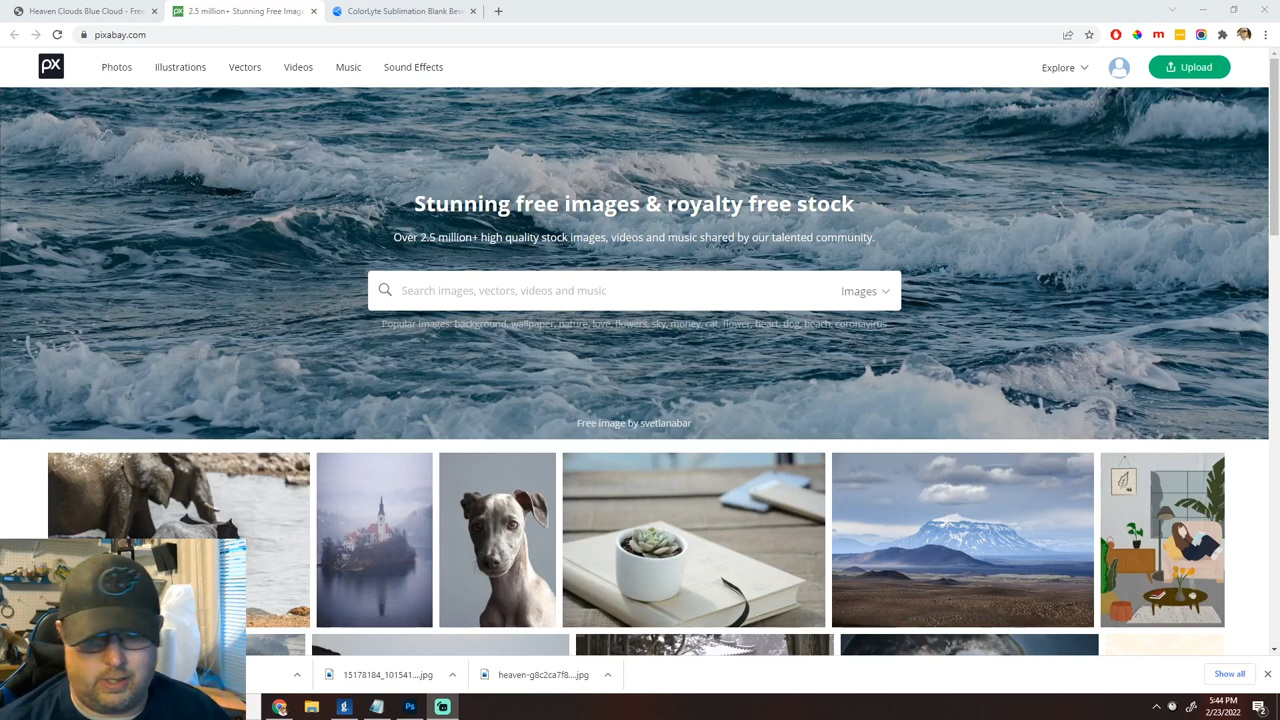 Heaven Clouds Blue Cloud - Free
2.5 million+ Stunning Free Image
ColorLyte Sublimation Blank Bev
pixabay.com
px
Photos
Illustrations
Vectors
Videos
Music
Sound Effects
Explore
Upload
Stunning free images & royalty free stock
Over 2.5 million+ high quality stock images, videos and music shared by our talented community.
Search images, vectors, videos and music
Images
Popular images: background, wallpaper, nature, love, flowers, sky, money, cat, flower, heart, dog, beach, coronavirus
Free image by svetlanabar
15178184_101541....jpg
heaven-g8c2ca7f8....jpg
Show all
Ps
5:44 PM
2/23/2022
2